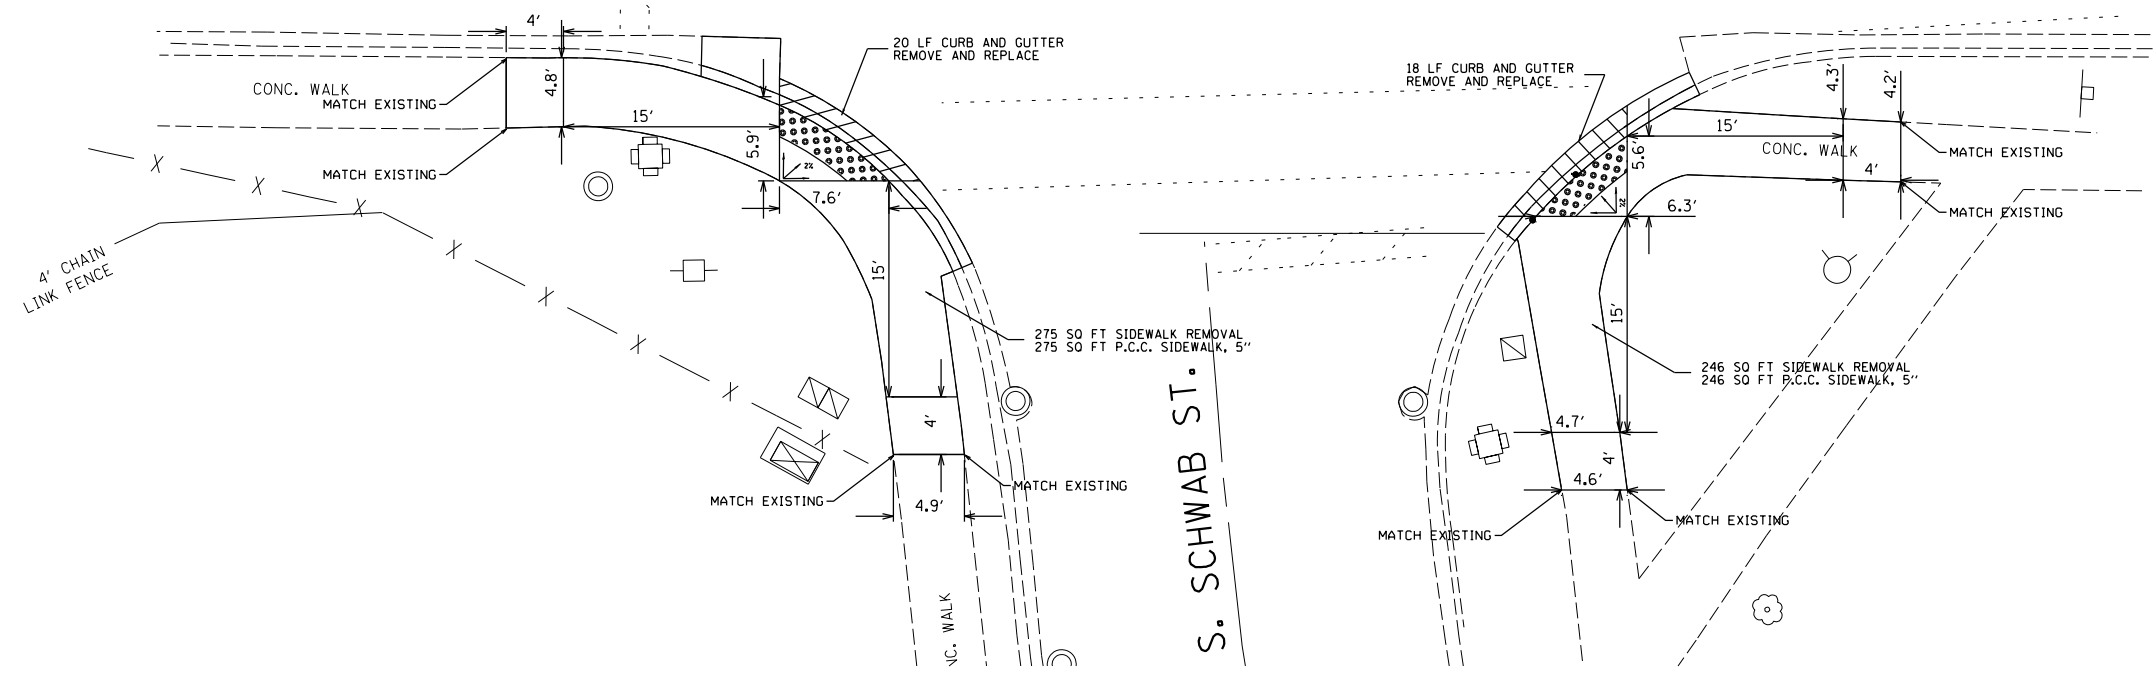 4'
20 LF CURB AND GUTTER
REMOVE AND REPLACE
CONC. WALK
MATCH EXISTING
4.8'
15'
5.9'
2%
7.6'
MATCH EXISTING
4' CHAIN
LINK FENCE
15'
275 SQ FT SIDEWALK REMOVAL
275 SQ FT P.C.C. SIDEWALK, 5"
4'
MATCH EXISTING
4.9'
MATCH EXISTING
NC. WALK
S. SCHWAB ST.
18 LF CURB AND GUTTER
REMOVE AND REPLACE
4.3'
4.2'
15'
CONC. WALK
MATCH EXISTING
5.6'
4'
2%
6.3'
MATCH EXISTING
15'
246 SQ FT SIDEWALK REMOVAL
246 SQ FT P.C.C. SIDEWALK, 5"
4.7'
4'
4.6'
MATCH EXISTING
MATCH EXISTING